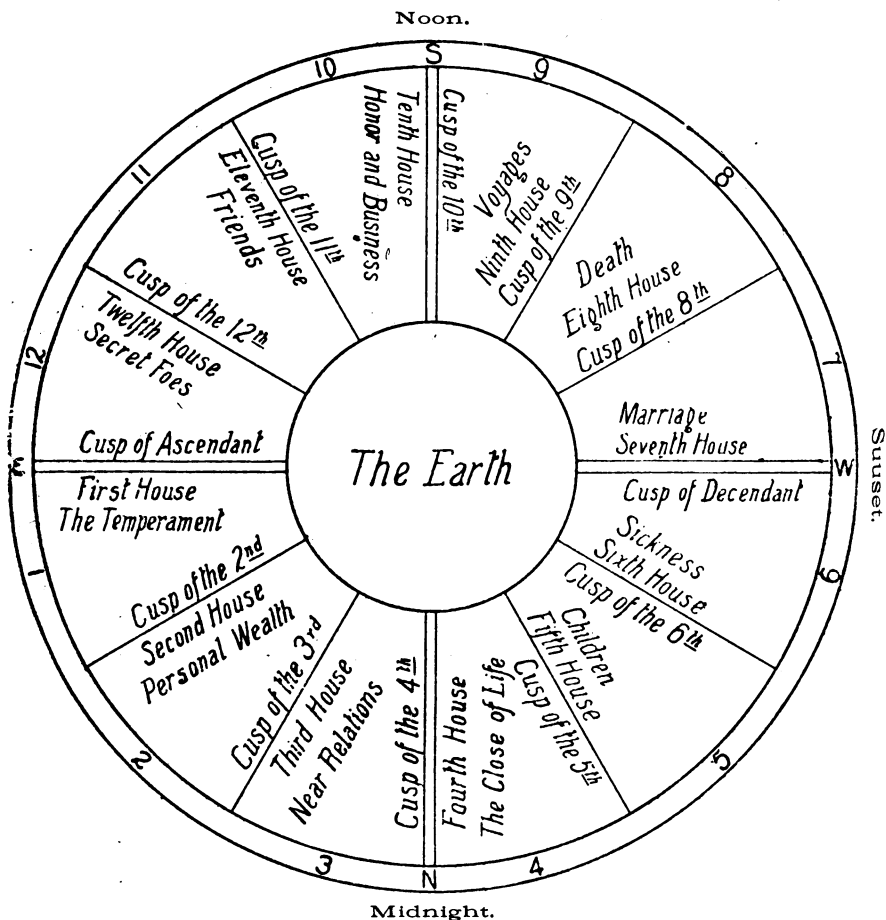 Noon.
S
10
9
11
8
12
7
W
1
6
2
5
3
4
N
Tenth House
Honor and Business
Cusp of the 10th
Voyages
Ninth House
Cusp of the 9th
Death
Eighth House
Cusp of the 8th
Marriage
Seventh House
Cusp of Decendant
Sickness
Sixth House
Cusp of the 6th
Children
Fifth House
Cusp of the 5th
Fourth House
The Close of Life
Cusp of the 4th
Cusp of the 3rd
Third House
Near Relations
Cusp of the 2nd
Second House
Personal Wealth
First House
The Temperament
Cusp of Ascendant
Cusp of the 12th
Twelfth House
Secret Foes
Cusp of the 11th
Eleventh House
Friends
The Earth
Suuset.
Midnight.